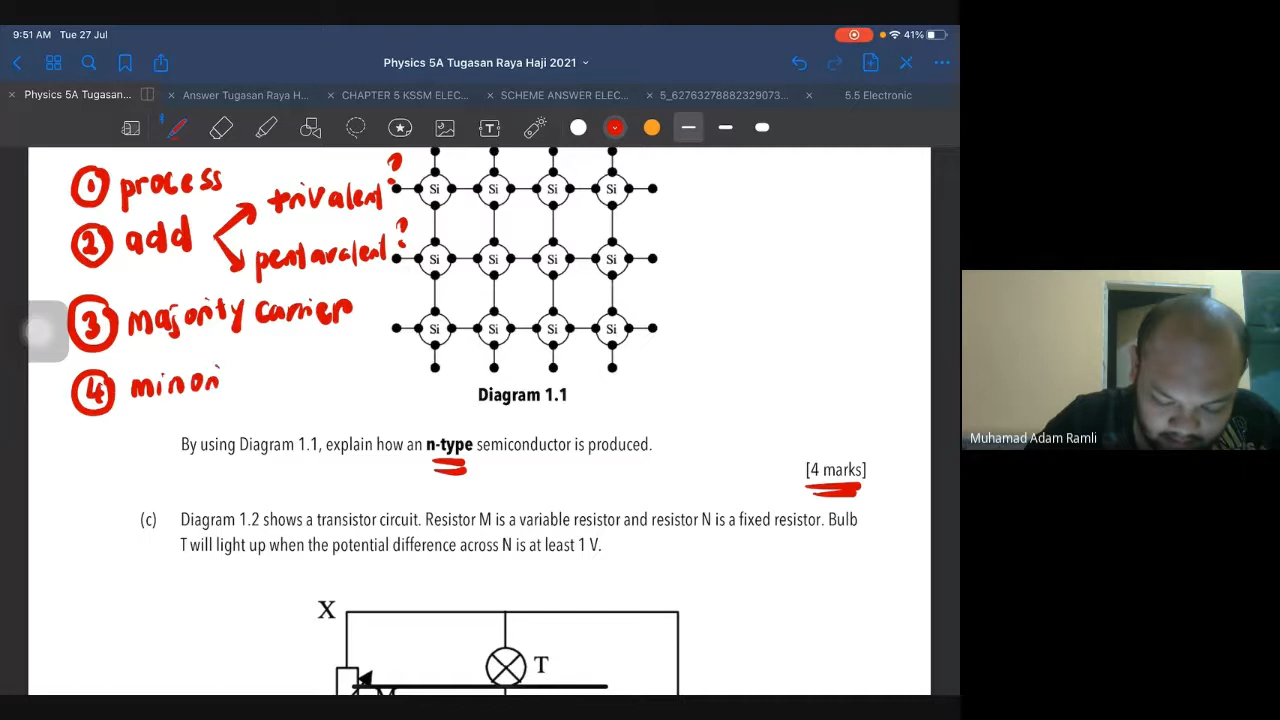 9:51 AM Tue 27 Jul
41%
Physics 5A Tugasan Raya Haji 2021
Physics 5A Tugasan...
Answer Tugasan Raya H...
CHAPTER 5 KSSM ELEC...
SCHEME ANSWER ELEC...
5_62763278882329073...
5.5 Electronic
① process
② add
trivalent?
pentavalent?
③ majority carrier
④ minori
Si Si Si Si
Si Si Si Si
Si Si Si Si
Diagram 1.1
By using Diagram 1.1, explain how an n-type semiconductor is produced.
[4 marks]
(c) Diagram 1.2 shows a transistor circuit. Resistor M is a variable resistor and resistor N is a fixed resistor. Bulb
T will light up when the potential difference across N is at least 1 V.
X
T
M
Muhamad Adam Ramli